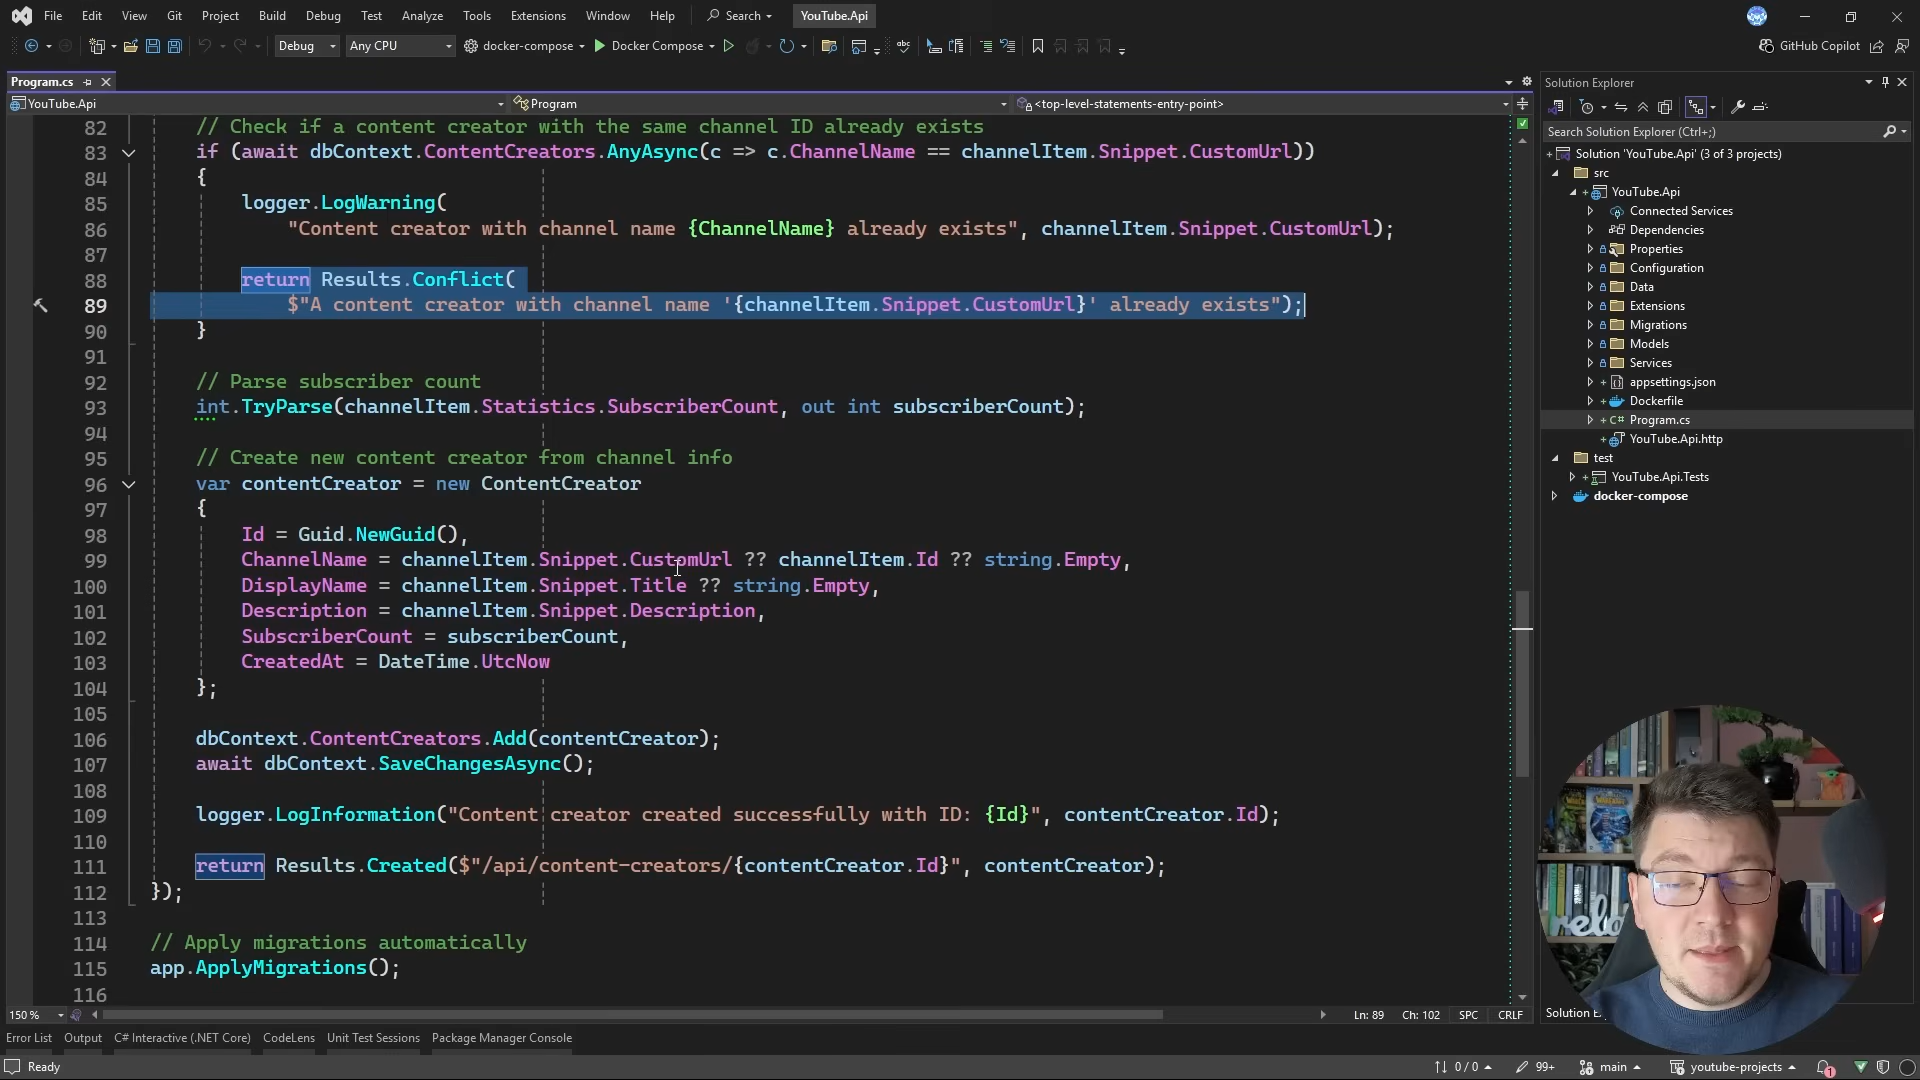 File Edit View Git Project Build Debug Test Analyze Tools Extensions Window Help Search YouTube.Api
Debug Any CPU docker-compose Docker Compose GitHub Copilot
Program.cs
YouTube.Api Program <top-level-statements-entry-point>
82 // Check if a content creator with the same channel ID already exists
83 if (await dbContext.ContentCreators.AnyAsync(c => c.ChannelName == channelItem.Snippet.CustomUrl))
84 {
85 logger.LogWarning(
86 "Content creator with channel name {ChannelName} already exists", channelItem.Snippet.CustomUrl);
87
88 return Results.Conflict(
89 $"A content creator with channel name '{channelItem.Snippet.CustomUrl}' already exists");
90 }
91
92 // Parse subscriber count
93 int.TryParse(channelItem.Statistics.SubscriberCount, out int subscriberCount);
94
95 // Create new content creator from channel info
96 var contentCreator = new ContentCreator
97 {
98 Id = Guid.NewGuid(),
99 ChannelName = channelItem.Snippet.CustomUrl ?? channelItem.Id ?? string.Empty,
100 DisplayName = channelItem.Snippet.Title ?? string.Empty,
101 Description = channelItem.Snippet.Description,
102 SubscriberCount = subscriberCount,
103 CreatedAt = DateTime.UtcNow
104 };
105
106 dbContext.ContentCreators.Add(contentCreator);
107 await dbContext.SaveChangesAsync();
108
109 logger.LogInformation("Content creator created successfully with ID: {Id}", contentCreator.Id);
110
111 return Results.Created($"/api/content-creators/{contentCreator.Id}", contentCreator);
112 });
113
114 // Apply migrations automatically
115 app.ApplyMigrations();
116
150 % Ln: 89 Ch: 102 SPC CRLF
Error List Output C# Interactive (.NET Core) CodeLens Unit Test Sessions Package Manager Console
Solution Explorer
Search Solution Explorer (Ctrl+;)
Solution 'YouTube.Api' (3 of 3 projects)
src
YouTube.Api
Connected Services
Dependencies
Properties
Configuration
Data
Extensions
Migrations
Models
Services
appsettings.json
Dockerfile
C# Program.cs
YouTube.Api.http
test
YouTube.Api.Tests
docker-compose
Solution E
Ready 0 / 0 99+ main youtube-projects 1